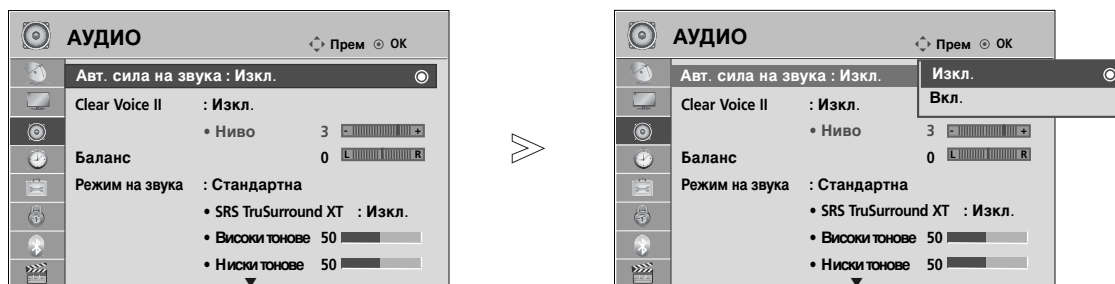 АУДИО
Прем OK
Авт. сила на звука : Изкл.
Clear Voice II : Изкл.
• Ниво 3 - +
Баланс 0 L R
Режим на звука : Стандартна
• SRS TruSurround XT : Изкл.
• Високи тонове 50
• Ниски тонове 50
АУДИО
Прем OK
Авт. сила на звука : Изкл.
Изкл.
Вкл.
Clear Voice II : Изкл.
• Ниво 3 - +
Баланс 0 L R
Режим на звука : Стандартна
• SRS TruSurround XT : Изкл.
• Високи тонове 50
• Ниски тонове 50